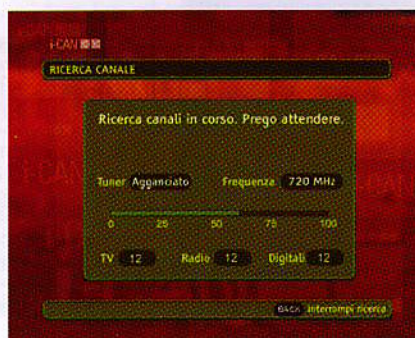 i-CAN
RICERCA CANALE
Ricerca canali in corso. Prego attendere.
Tuner Agganciato Frequenza 720 MHz
0 25 50 75 100
TV 12 Radio 12 Digitali 12
BACK Interrompi ricerca